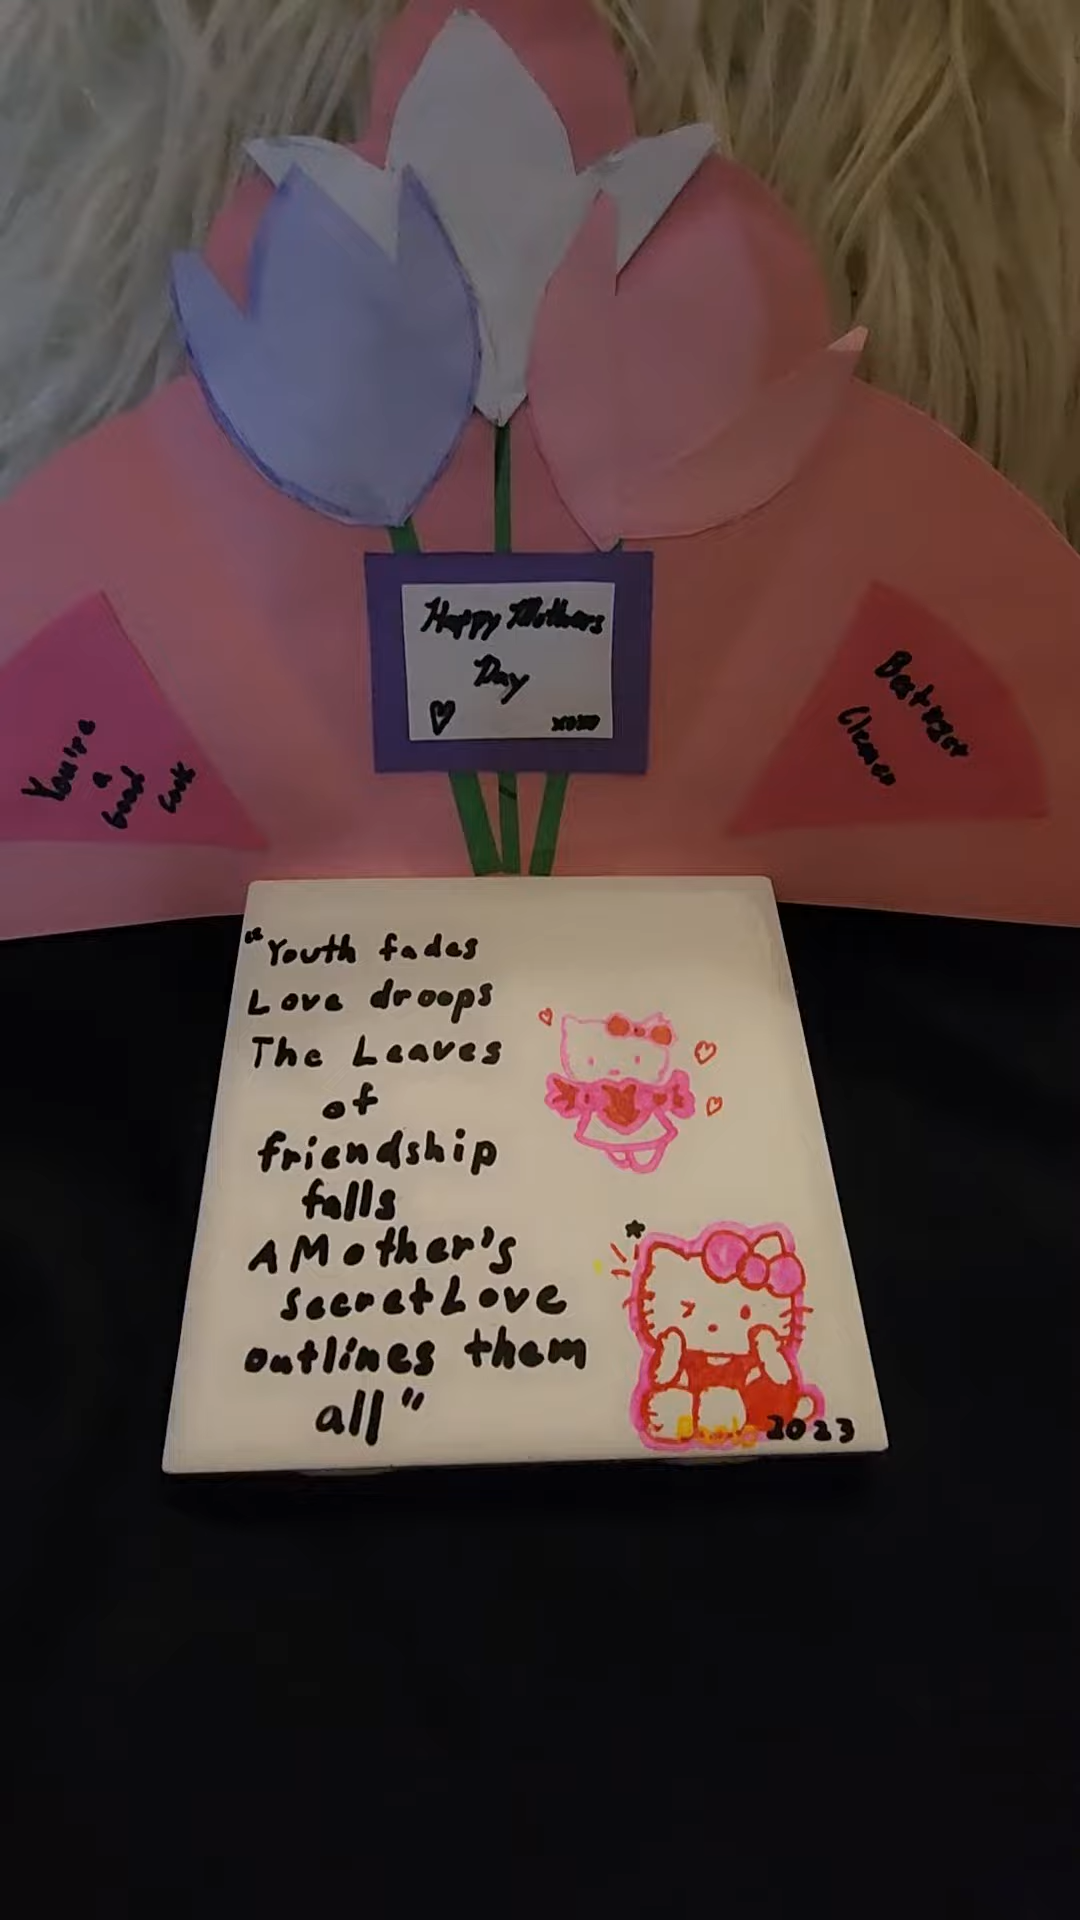 Happy Mothers
Day
xoxo
You're
a
Good
cook
Best
Cleaner
"Youth fades
Love droops
The Leaves
of
friendship
falls
A Mother's
secret Love
outlines them
all"
2023